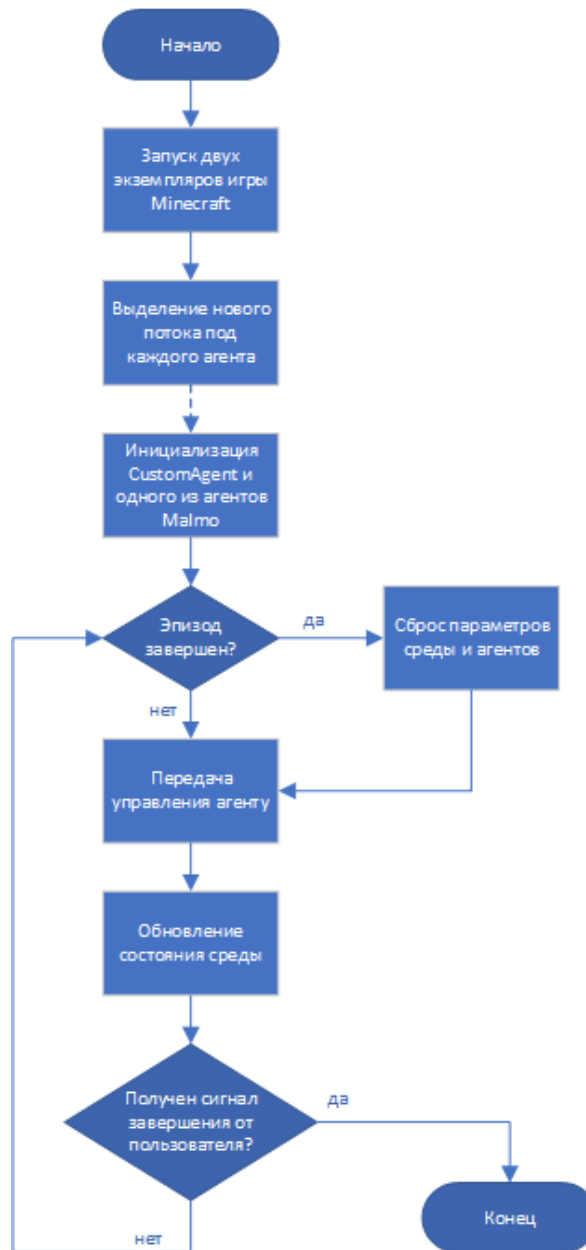 Начало
Запуск двух
экземпляров игры
Minecraft
Выделение нового
потока под
каждого агента
Инициализация
CustomAgent и
одного из агентов
Malmo
Эпизод
завершен?
да
Сброс параметров
среды и агентов
нет
Передача
управления агенту
Обновление
состояния среды
Получен сигнал
завершения от
пользователя?
да
нет
Конец